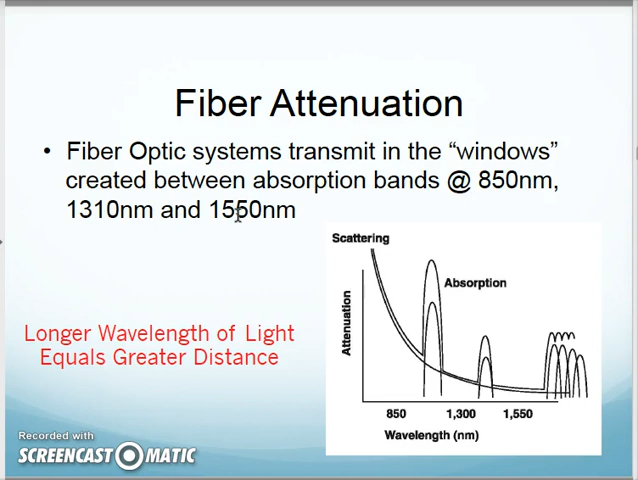 Fiber Attenuation
• Fiber Optic systems transmit in the “windows”
created between absorption bands @ 850nm,
1310nm and 1550nm
Longer Wavelength of Light
Equals Greater Distance
Scattering
Absorption
Attenuation
850 1,300 1,550
Wavelength (nm)
Recorded with
SCREENCAST MATIC